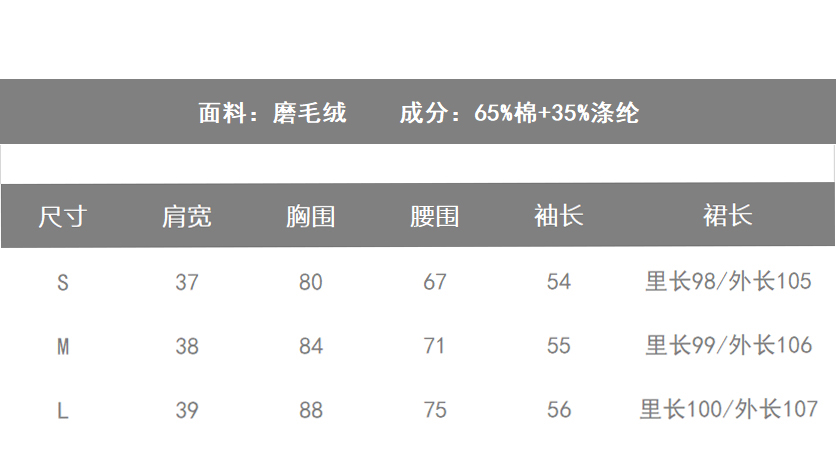 面料：磨毛绒 成分：65%棉+35%涤纶
尺寸 肩宽 胸围 腰围 袖长 裙长
S 37 80 67 54 里长98/外长105
M 38 84 71 55 里长99/外长106
L 39 88 75 56 里长100/外长107